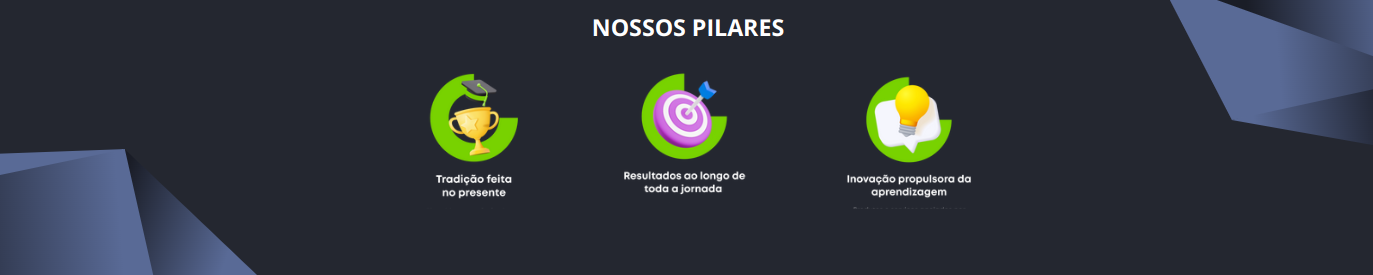 NOSSOS PILARES
Tradição feita
no presente
Resultados ao longo de
toda a jornada
Inovação propulsora da
aprendizagem